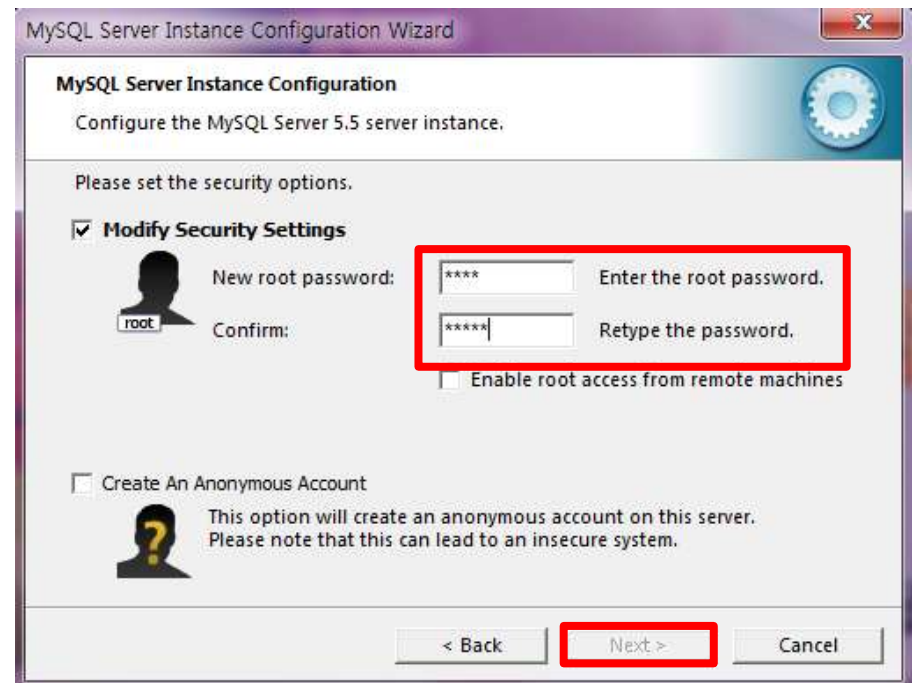 MySQL Server Instance Configuration Wizard
MySQL Server Instance Configuration
Configure the MySQL Server 5.5 server instance.
Please set the security options.
Modify Security Settings
New root password: **** Enter the root password.
root
Confirm: ***** Retype the password.
Enable root access from remote machines
Create An Anonymous Account
This option will create an anonymous account on this server.
Please note that this can lead to an insecure system.
< Back Next > Cancel